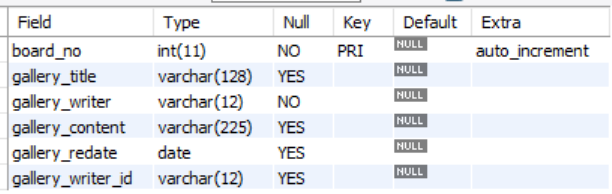 Field Type Null Key Default Extra
board_no int(11) NO PRI NULL auto_increment
gallery_title varchar(128) YES NULL
gallery_writer varchar(12) NO NULL
gallery_content varchar(225) YES NULL
gallery_redate date YES NULL
gallery_writer_id varchar(12) YES NULL